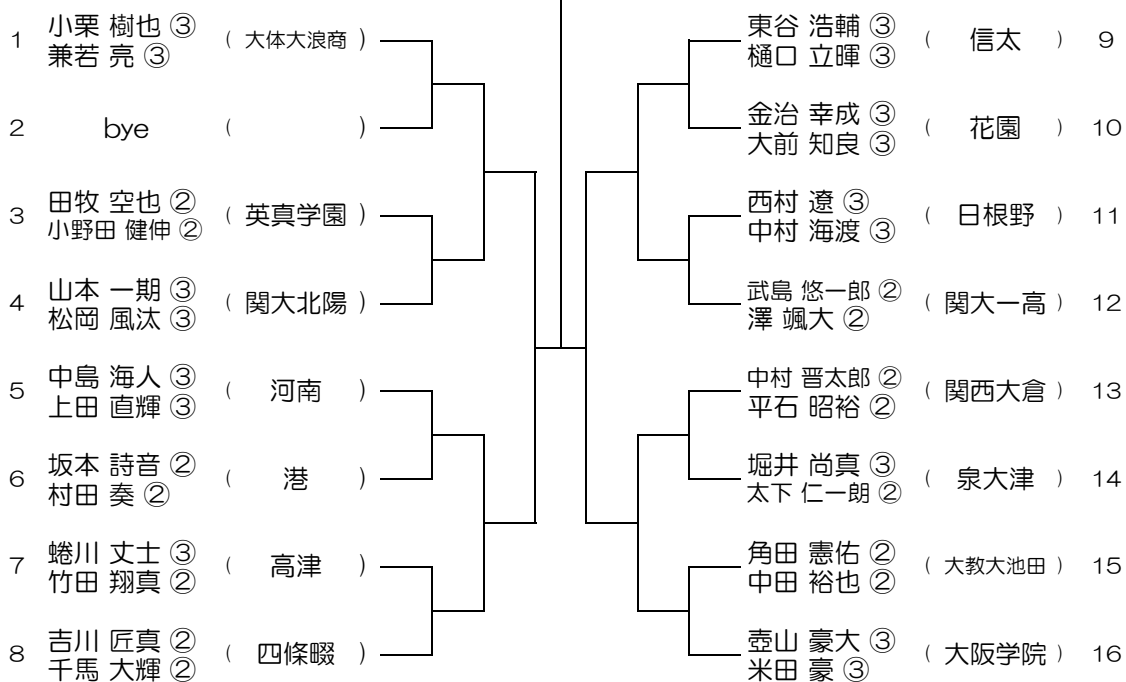 1 小栗 樹也 ③ ( 大体大浪商 )
兼若 亮 ③
2 bye ( )
3 田牧 空也 ② ( 英真学園 )
小野田 健伸 ②
4 山本 一期 ③ ( 関大北陽 )
松岡 風汰 ③
5 中島 海人 ③ ( 河南 )
上田 直輝 ③
6 坂本 詩音 ② ( 港 )
村田 奏 ②
7 蜷川 丈士 ③ ( 高津 )
竹田 翔真 ②
8 吉川 匠真 ② ( 四條畷 )
千馬 大輝 ②
東谷 浩輔 ③ ( 信太 ) 9
樋口 立暉 ③
金治 幸成 ③ ( 花園 ) 10
大前 知良 ③
西村 遼 ③ ( 日根野 ) 11
中村 海渡 ③
武島 悠一郎 ② ( 関大一高 ) 12
澤 颯大 ②
中村 晋太郎 ② ( 関西大倉 ) 13
平石 昭裕 ②
堀井 尚真 ③ ( 泉大津 ) 14
太下 仁一朗 ②
角田 憲佑 ② ( 大教大池田 ) 15
中田 裕也 ②
壺山 豪大 ③ ( 大阪学院 ) 16
米田 豪 ③